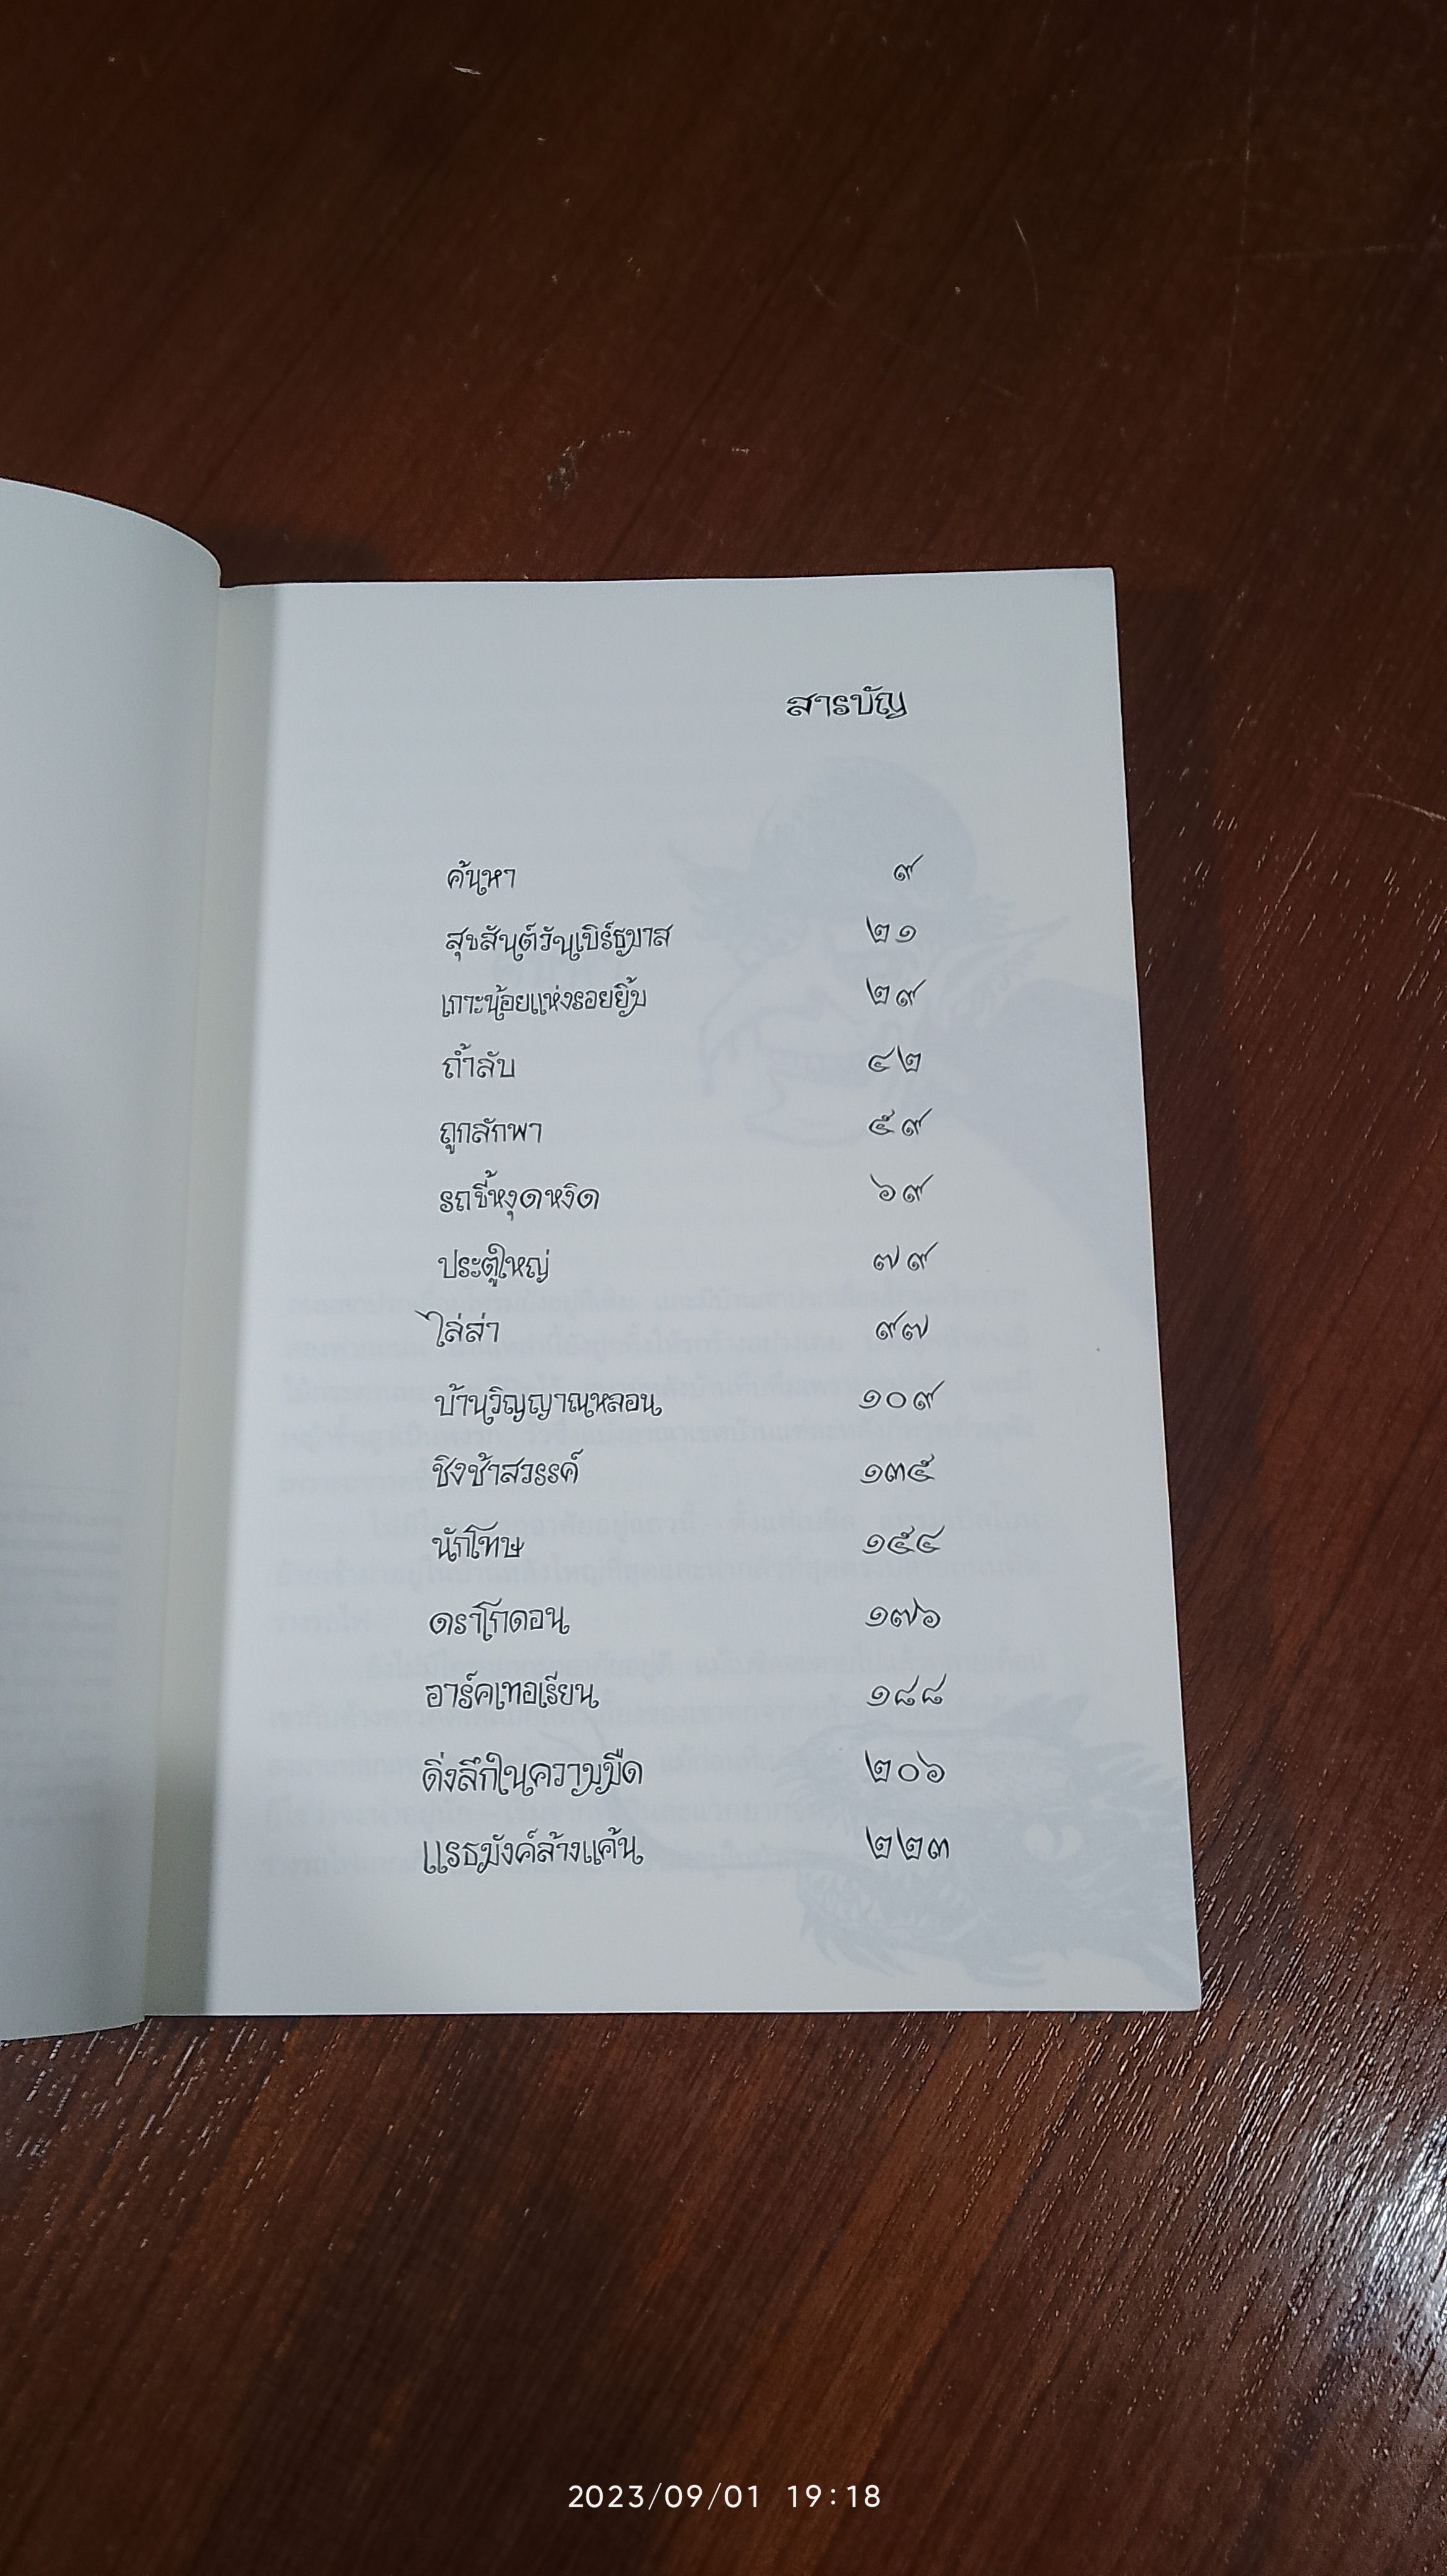 สารบัญ
ค้นหา ๙
สุขสันต์วันเบิร์ธมาส ๒๑
เกาะน้อยแห่งรอยยิ้ม ๒๙
ถ้ำลับ ๔๒
ถูกลักพา ๕๙
รถขี้หงุดหงิด ๖๙
ประตูใหญ่ ๗๙
ไล่ล่า ๙๗
บ้านวิญญาณหลอน ๑๐๙
ชิงช้าสวรรค์ ๑๓๕
นักโทษ ๑๕๔
ดราโกดอน ๑๗๖
อาร์คเทอเรียน ๑๘๘
ดิ่งลึกในความมืด ๒๐๖
แรธมังค์ล้างแค้น ๒๒๓
2023/09/01 19:18